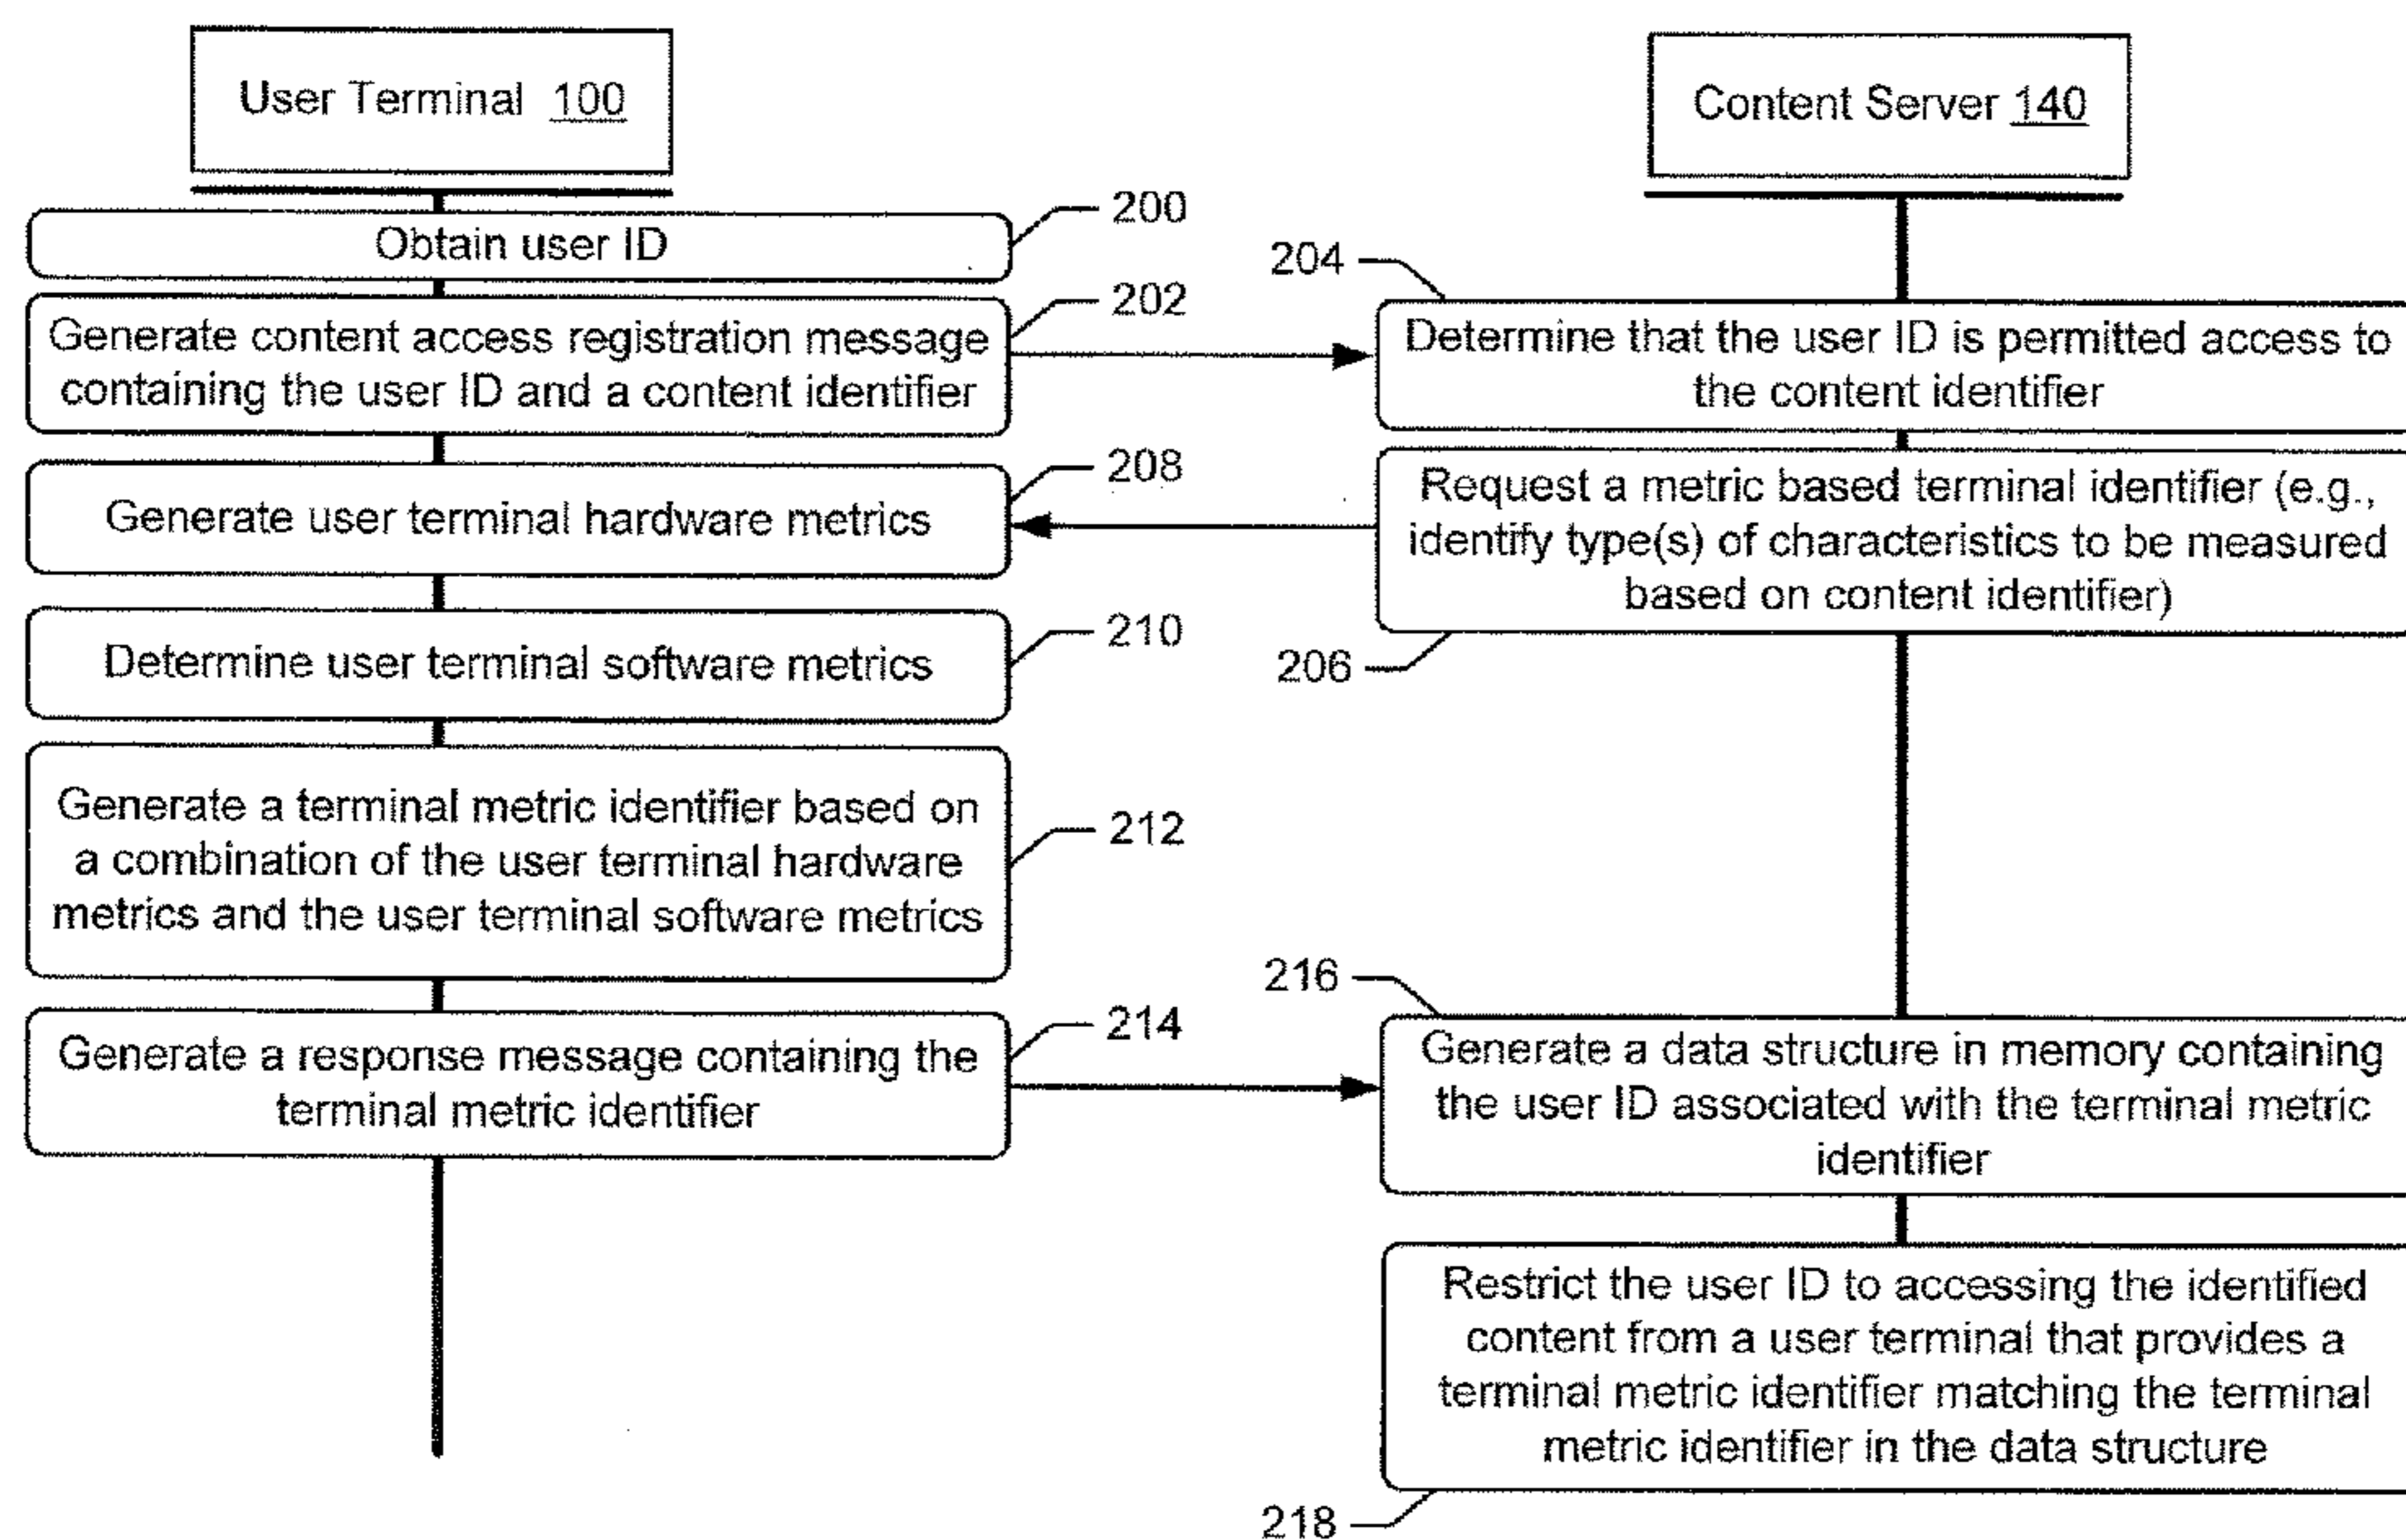 User Terminal 100
Content Server 140
200
Obtain user ID
202
Generate content access registration message
containing the user ID and a content identifier
204
Determine that the user ID is permitted access to
the content identifier
Request a metric based terminal identifier (e.g.,
identify type(s) of characteristics to be measured
based on content identifier)
206
208
Generate user terminal hardware metrics
210
Determine user terminal software metrics
212
Generate a terminal metric identifier based on
a combination of the user terminal hardware
metrics and the user terminal software metrics
214
Generate a response message containing the
terminal metric identifier
216
Generate a data structure in memory containing
the user ID associated with the terminal metric
identifier
Restrict the user ID to accessing the identified
content from a user terminal that provides a
terminal metric identifier matching the terminal
metric identifier in the data structure
218